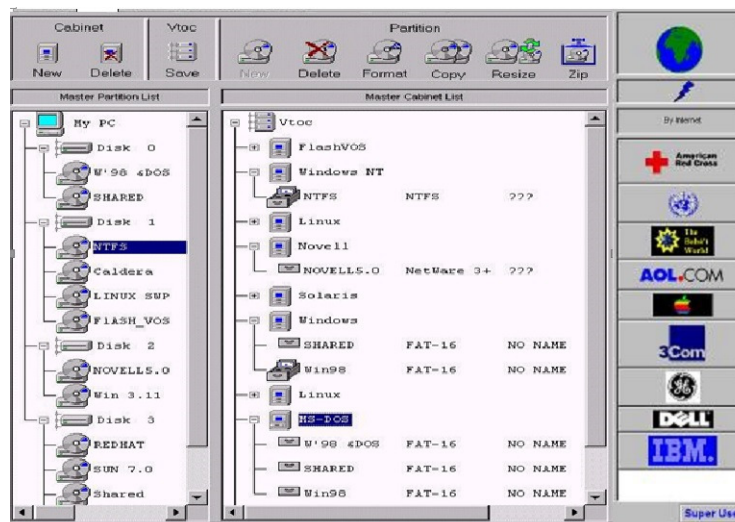 Cabinet
Vtoc
Partition
New
Delete
Save
New
Delete
Format
Copy
Resize
Zip
Master Partition List
Master Cabinet List
My PC
Disk 0
W'98 &DOS
SHARED
Disk 1
NTFS
Caldera
LINUX SWP
FlASH_VOS
Disk 2
NOVELL5.0
Win 3.11
Disk 3
REDHAT
SUN 7.0
Shared
Vtoc
FlashVOS
Windows NT
NTFS NTFS ???
Linux
Novell
NOVELL5.0 NetWare 3+ ???
Solaris
Windows
SHARED FAT-16 NO NAME
Win98 FAT-16 NO NAME
Linux
MS-DOS
W'98 &DOS FAT-16 NO NAME
SHARED FAT-16 NO NAME
Win98 FAT-16 NO NAME
By Internet
American
Red Cross
The
World
AOL.COM
3Com
GE
DELL
IBM.
Super Use